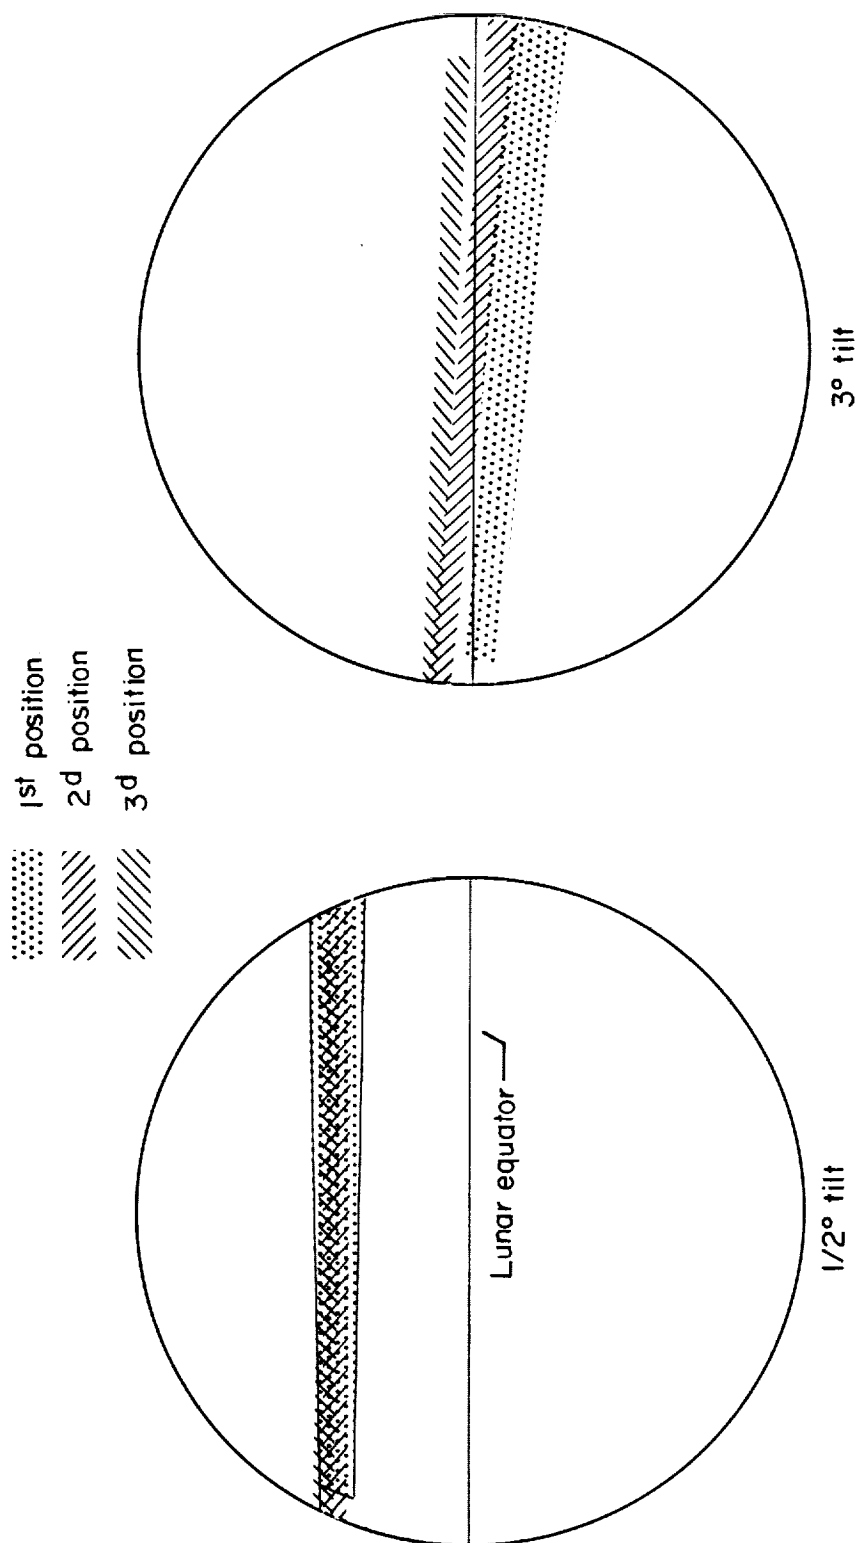 1st position
2d position
3d position
Lunar equator
1/2° tilt
3° tilt